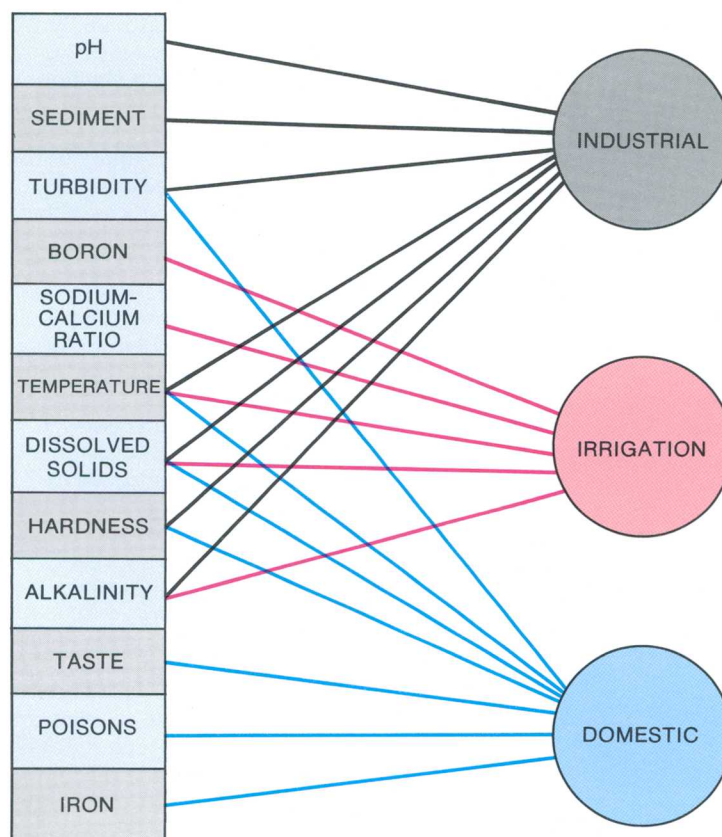 pH
SEDIMENT
TURBIDITY
BORON
SODIUM-
CALCIUM
RATIO
TEMPERATURE
DISSOLVED
SOLIDS
HARDNESS
ALKALINITY
TASTE
POISONS
IRON
INDUSTRIAL
IRRIGATION
DOMESTIC